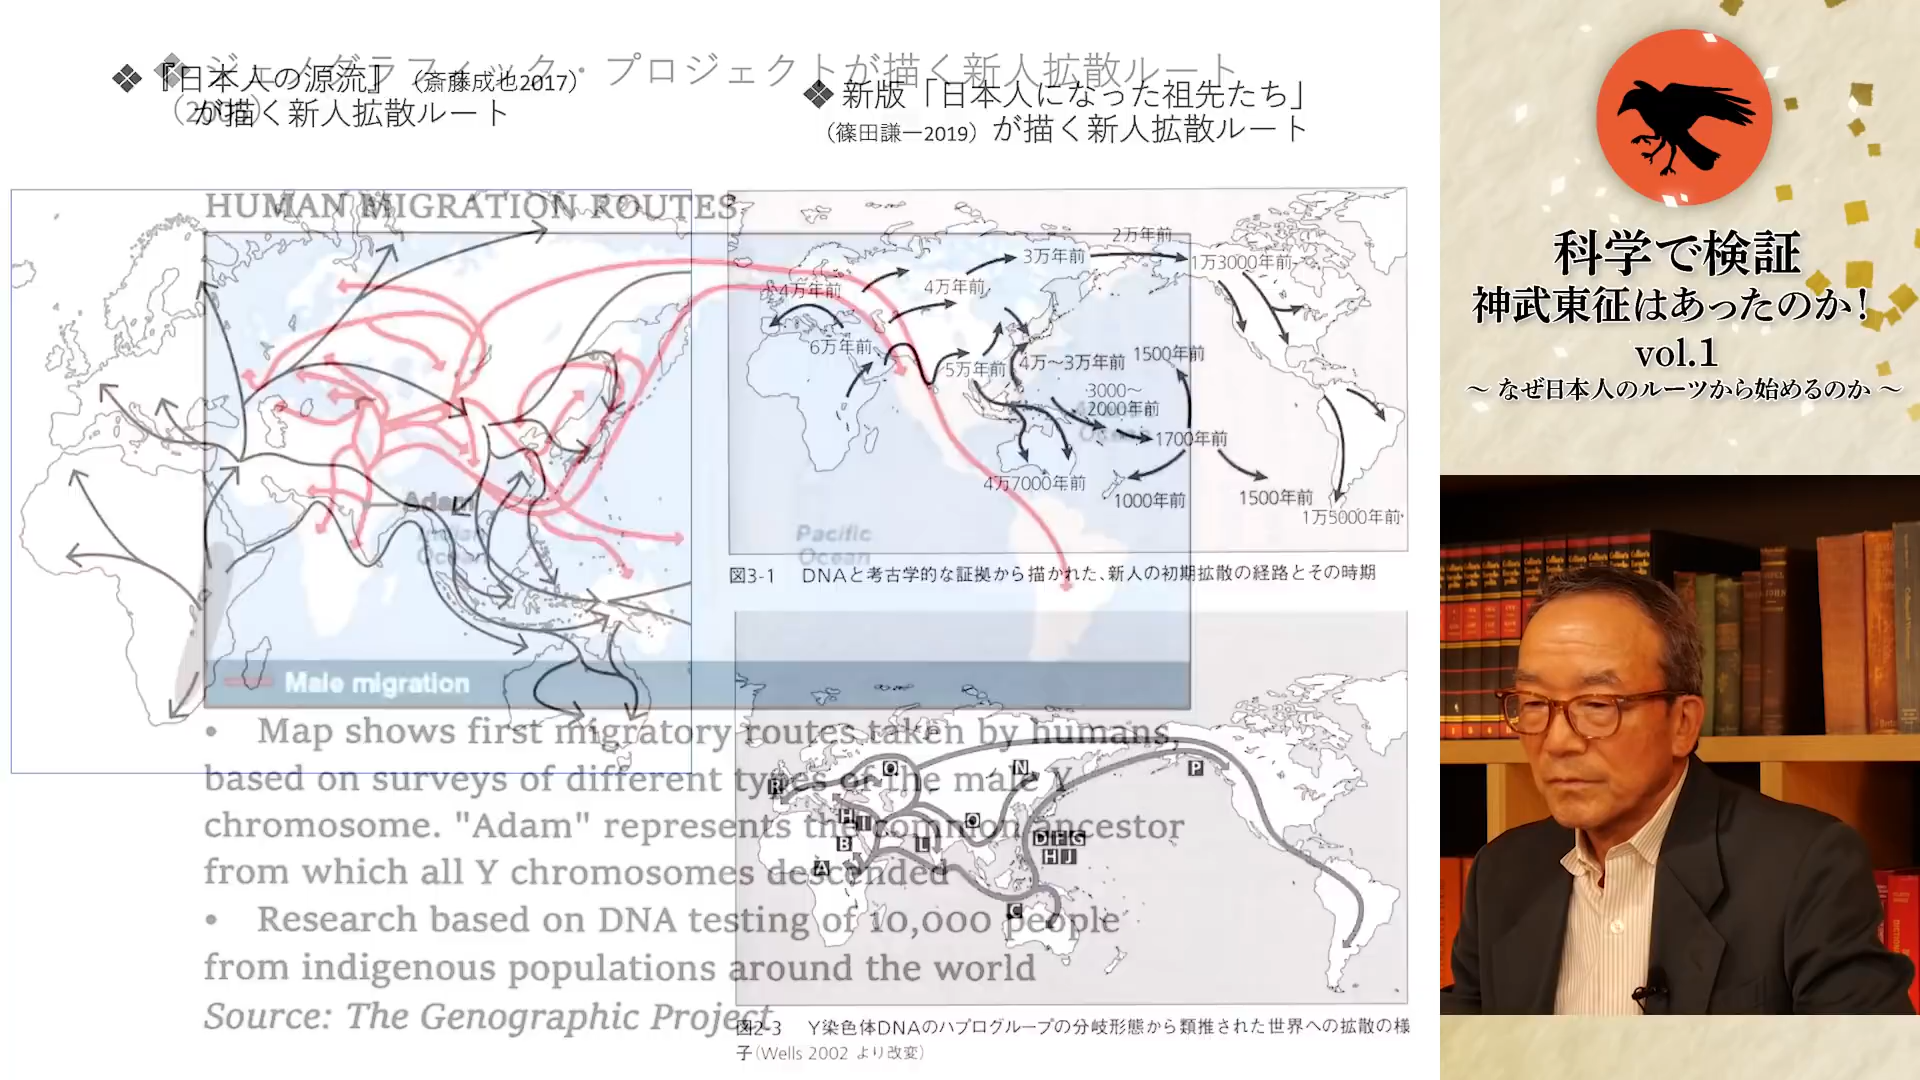 ❖ ジェノグラフィック・プロジェクトが描く新人拡散ルート
❖『日本人の源流』（斎藤成也2017）
が描く新人拡散ルート
❖ 新版「日本人になった祖先たち」
（篠田謙一2019）が描く新人拡散ルート
HUMAN MIGRATION ROUTES
Adam
Indian
Ocean
Pacific
Ocean
Male migration
• Map shows first migratory routes taken by humans,
based on surveys of different types of the male Y
chromosome. "Adam" represents the common ancestor
from which all Y chromosomes descended
• Research based on DNA testing of 10,000 people
from indigenous populations around the world
Source: The Genographic Project
2万年前
3万年前
1万3000年前
4万年前
4万年前
6万年前
5万年前
4万〜3万年前
1500年前
3000〜
2000年前
1700年前
4万7000年前
1000年前
1500年前
1万5000年前
図3-1 DNAと考古学的な証拠から描かれた、新人の初期拡散の経路とその時期
R
Q
N
P
H
I
O
B
L
D F G
H J
A
C
図2-3 Y染色体DNAのハプログループの分岐形態から類推された世界への拡散の様
子（Wells 2002 より改変）
科学で検証
神武東征はあったのか！
vol.1
〜 なぜ日本人のルーツから始めるのか 〜